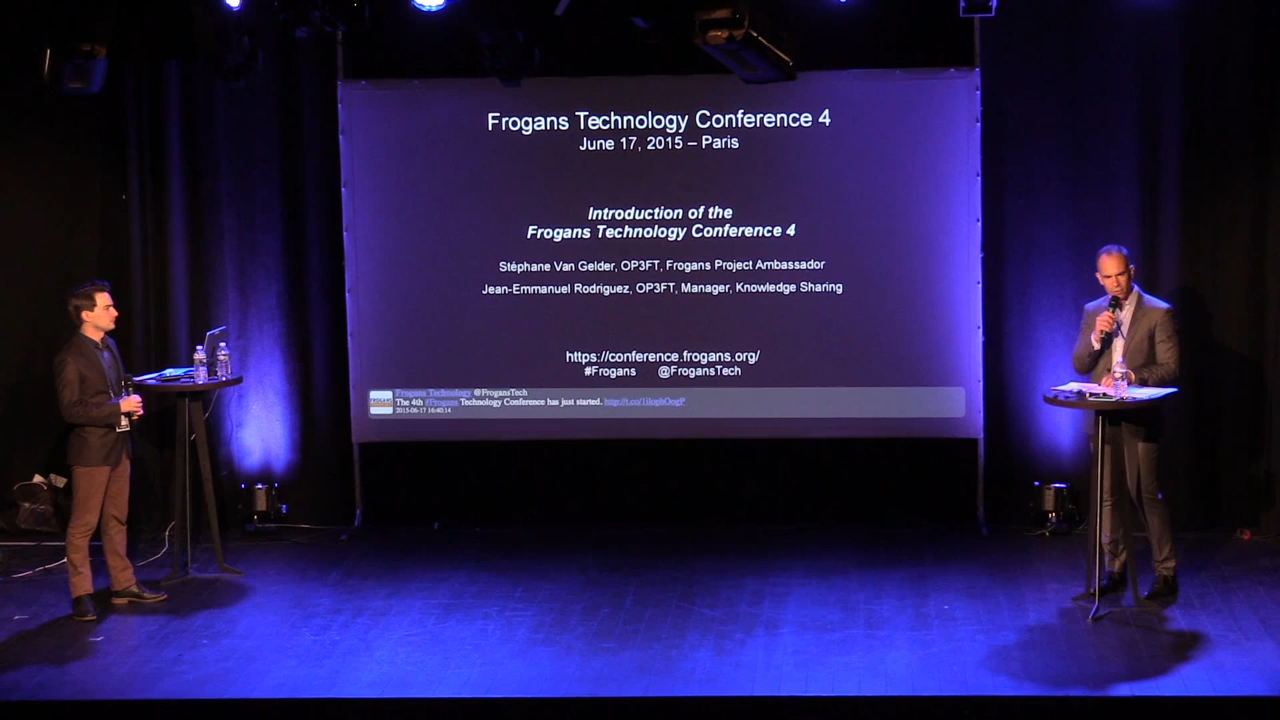 Frogans Technology Conference 4
June 17, 2015 – Paris
Introduction of the
Frogans Technology Conference 4
Stéphane Van Gelder, OP3FT, Frogans Project Ambassador
Jean-Emmanuel Rodriguez, OP3FT, Manager, Knowledge Sharing
https://conference.frogans.org/
#Frogans @FrogansTech
FROGANS
Frogans Technology @FrogansTech
The 4th #Frogans Technology Conference has just started.
2015-06-17 16:40:14